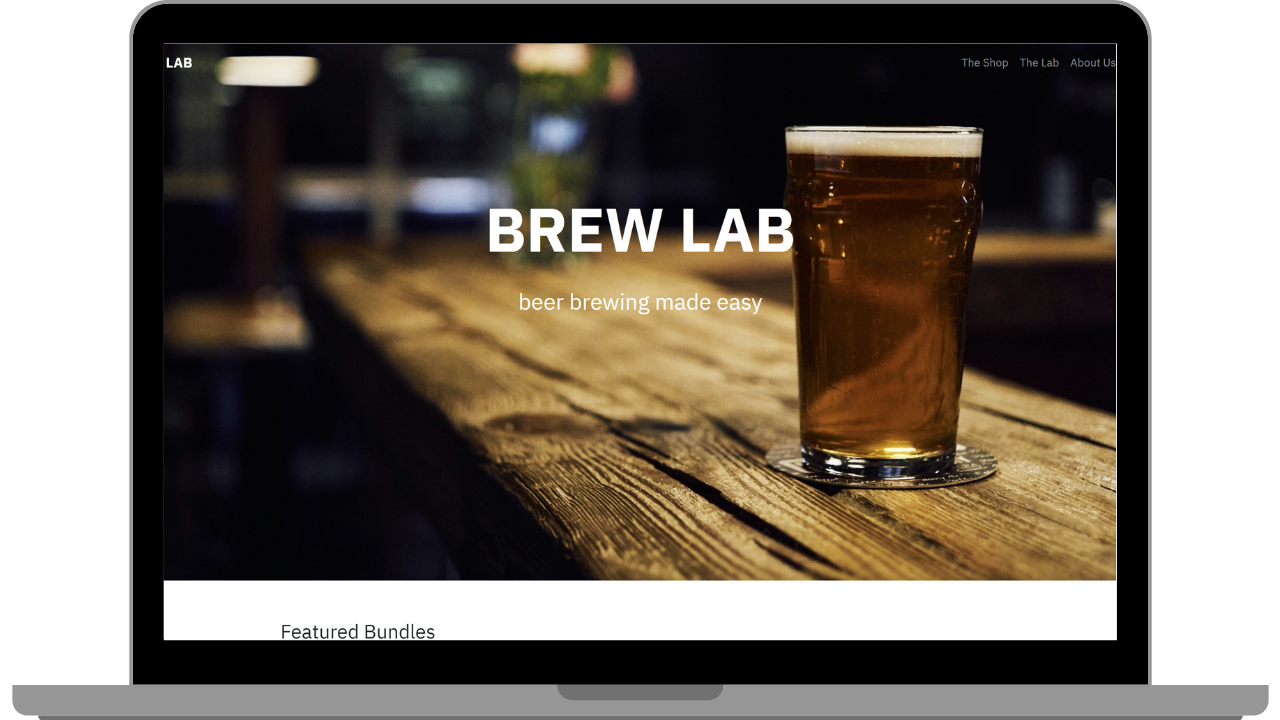 LAB
The Shop The Lab About Us
BREW LAB
beer brewing made easy
Featured Bundles